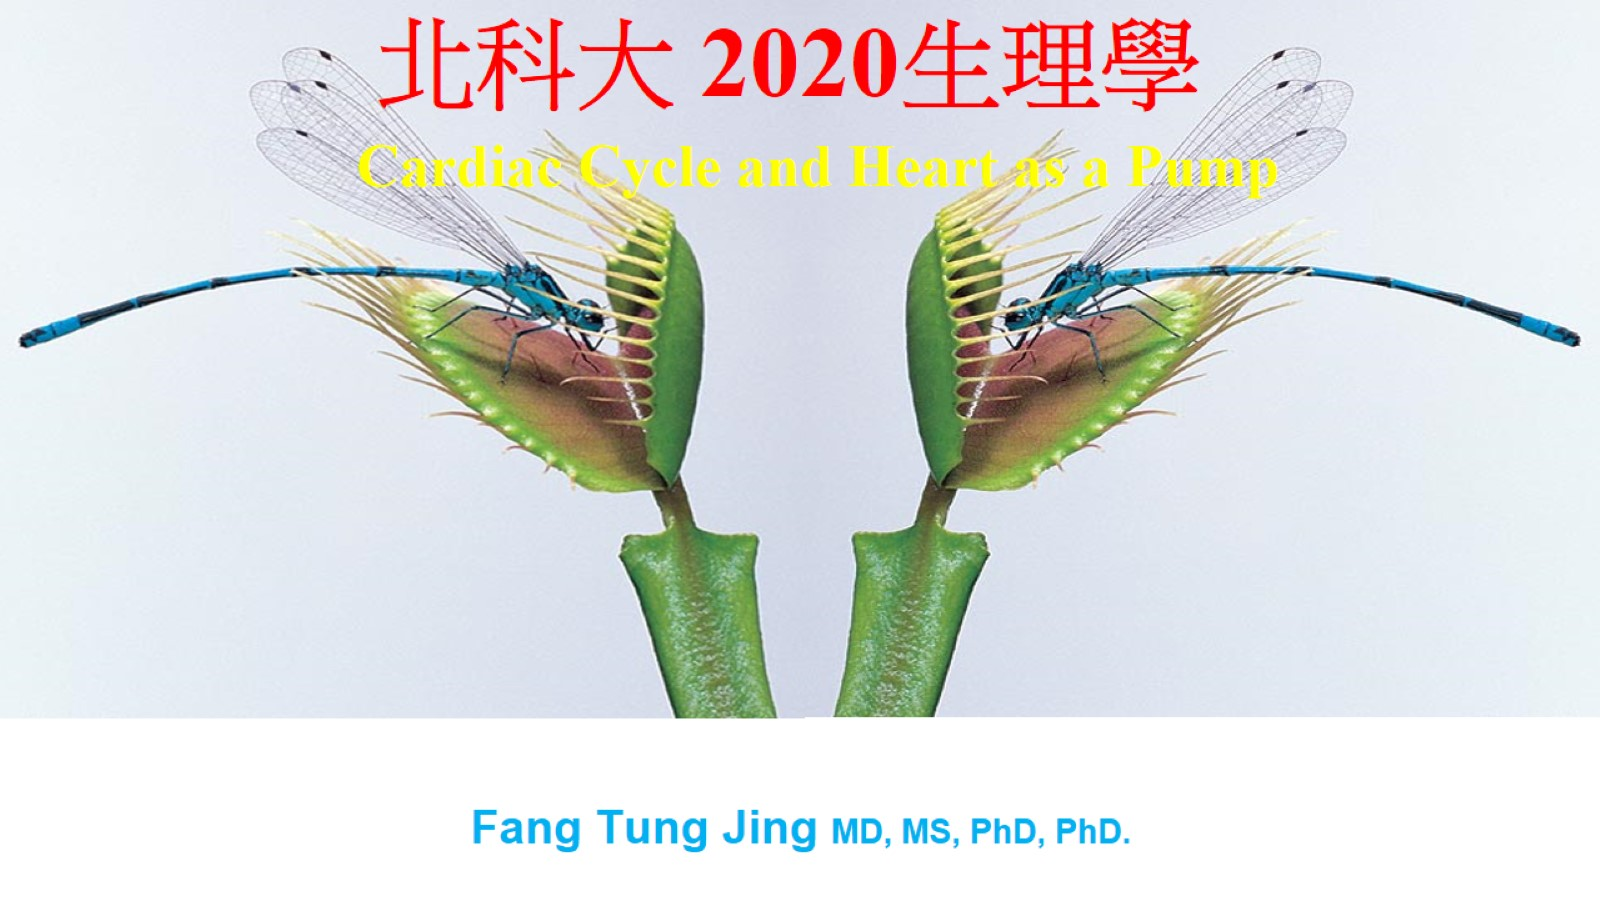 北科大 2020生理學
Cardiac Cycle and Heart as a Pump
Fang Tung Jing MD, MS, PhD, PhD.